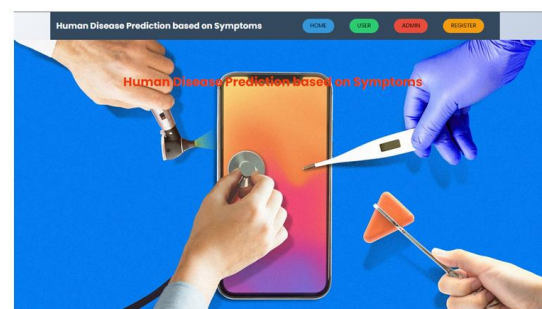 Human Disease Prediction based on Symptoms
HOME
USER
ADMIN
REGISTER
Human Disease Prediction based on Symptoms